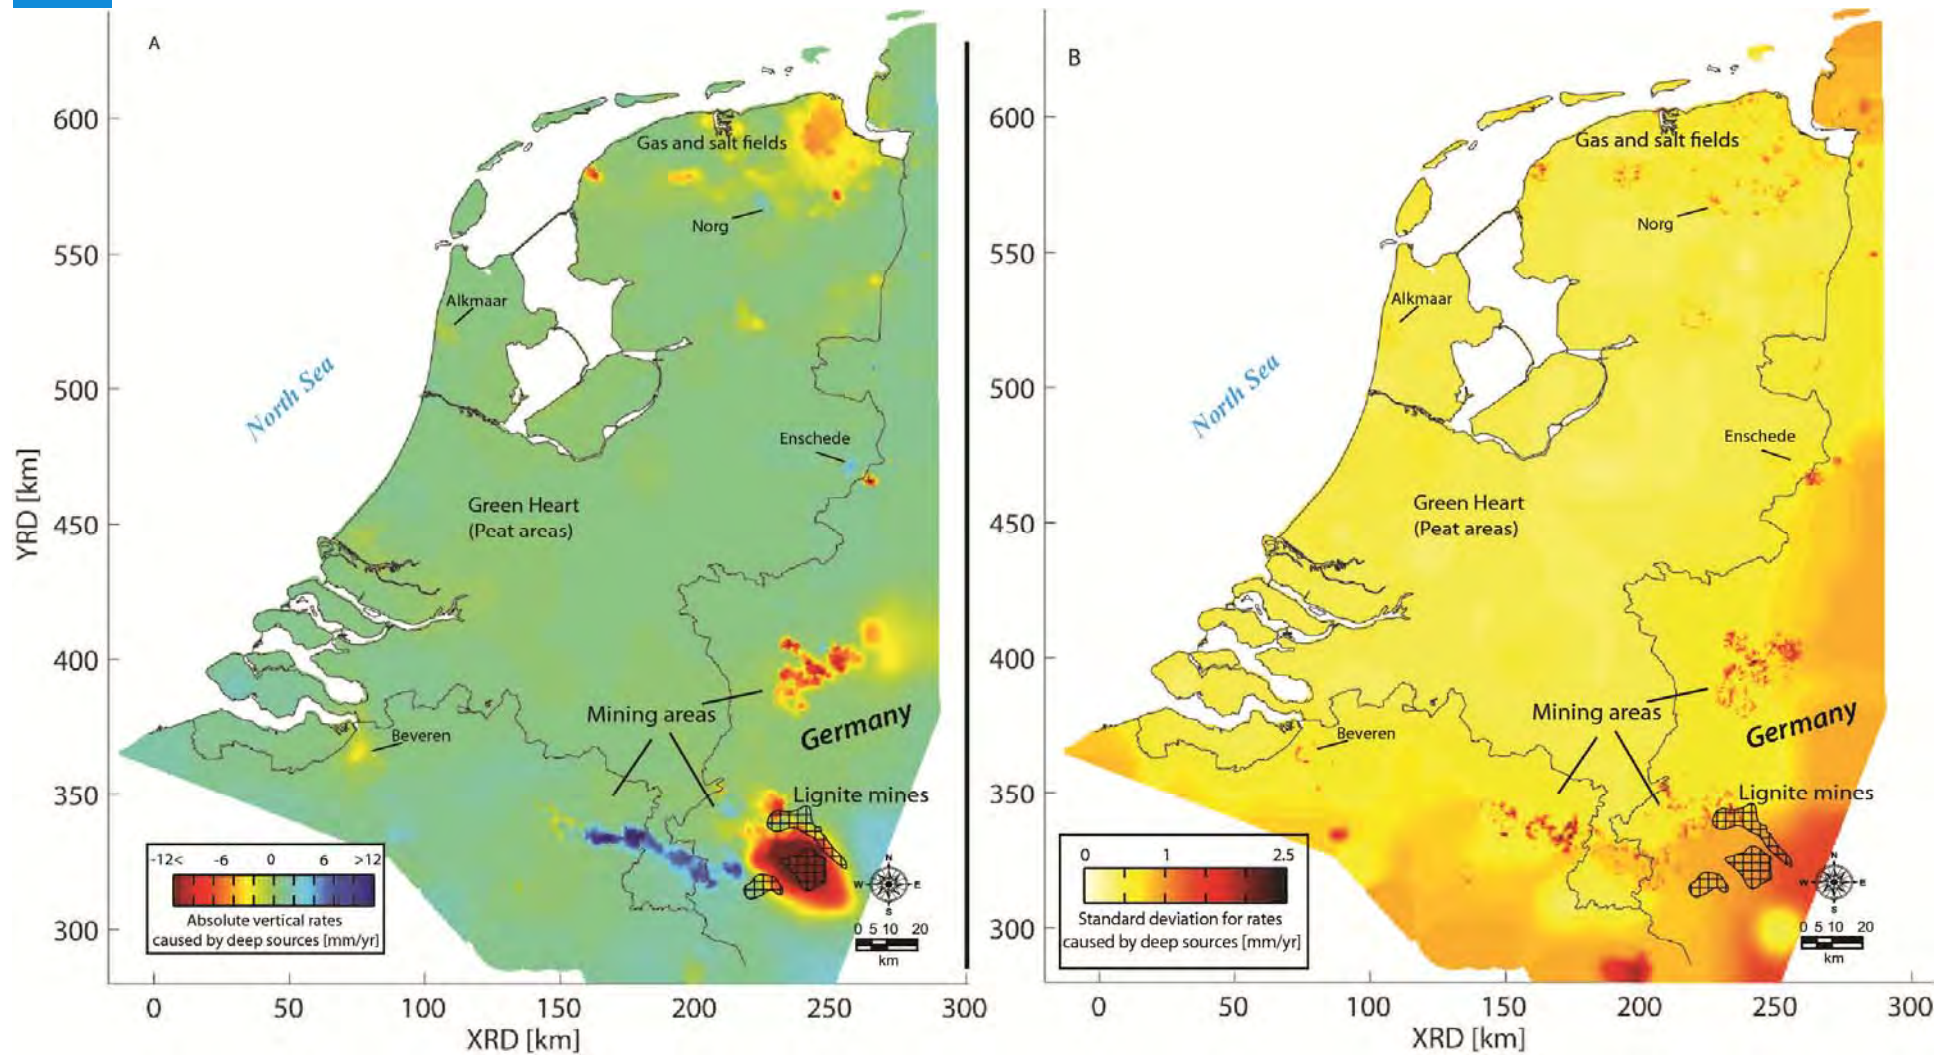 A
600
550
500
450
400
350
300
YRD [km]
0
50
100
150
200
250
300
XRD [km]
Gas and salt fields
Norg
Alkmaar
North Sea
Enschede
Green Heart
(Peat areas)
Mining areas
Germany
Beveren
Lignite mines
-12<
-6
0
6
>12
Absolute vertical rates
caused by deep sources [mm/yr]
N
W
E
S
0 5 10 20
km
B
600
550
500
450
400
350
300
0
50
100
150
200
250
300
XRD [km]
Gas and salt fields
Norg
Alkmaar
North Sea
Enschede
Green Heart
(Peat areas)
Mining areas
Germany
Beveren
Lignite mines
0
1
2.5
Standard deviation for rates
caused by deep sources [mm/yr]
N
W
E
S
0 5 10 20
km